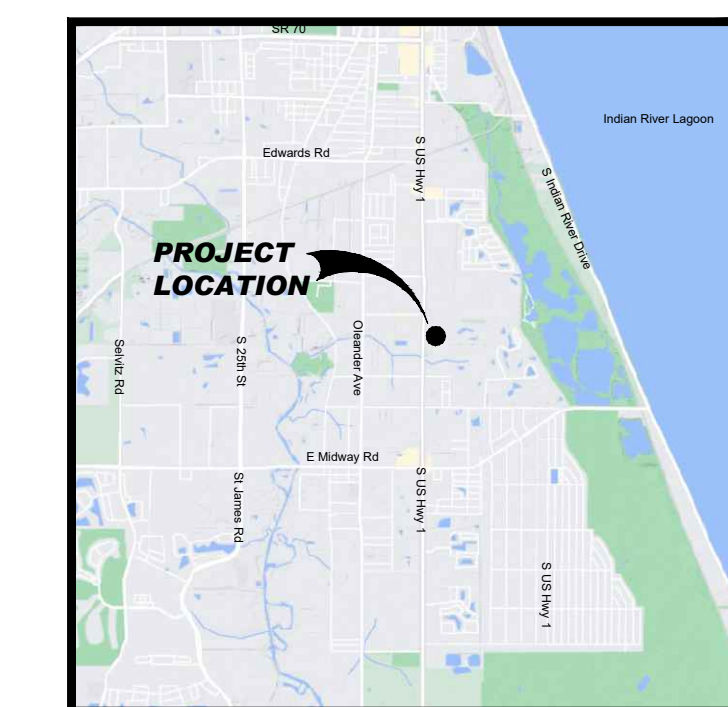 SR 70
Indian River Lagoon
Edwards Rd
S US Hwy 1
S Indian River Drive
PROJECT
LOCATION
Oleander Ave
S 25th St
Selvitz Rd
E Midway Rd
St James Rd
S US Hwy 1
S US Hwy 1